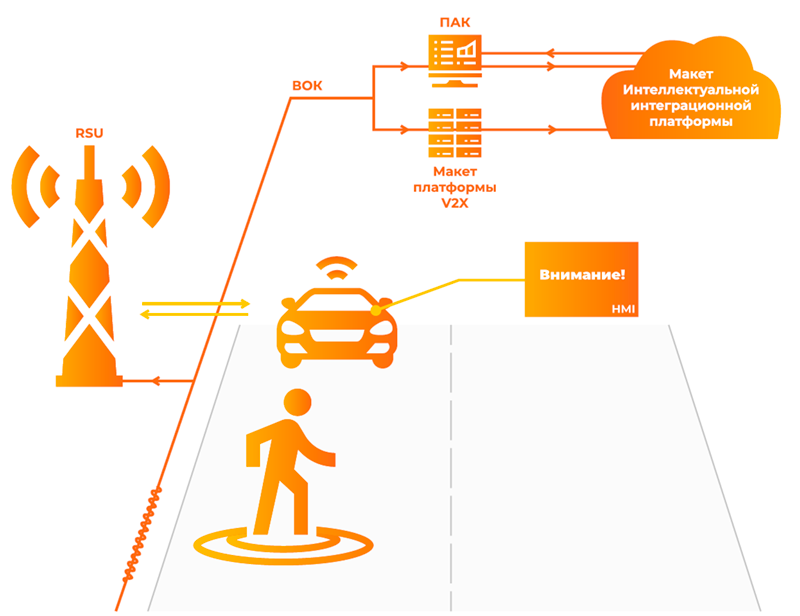 ПАК
ВОК
Макет
Интеллектуальной
интеграционной
платформы
RSU
Макет
платформы
V2X
Внимание!
HMI